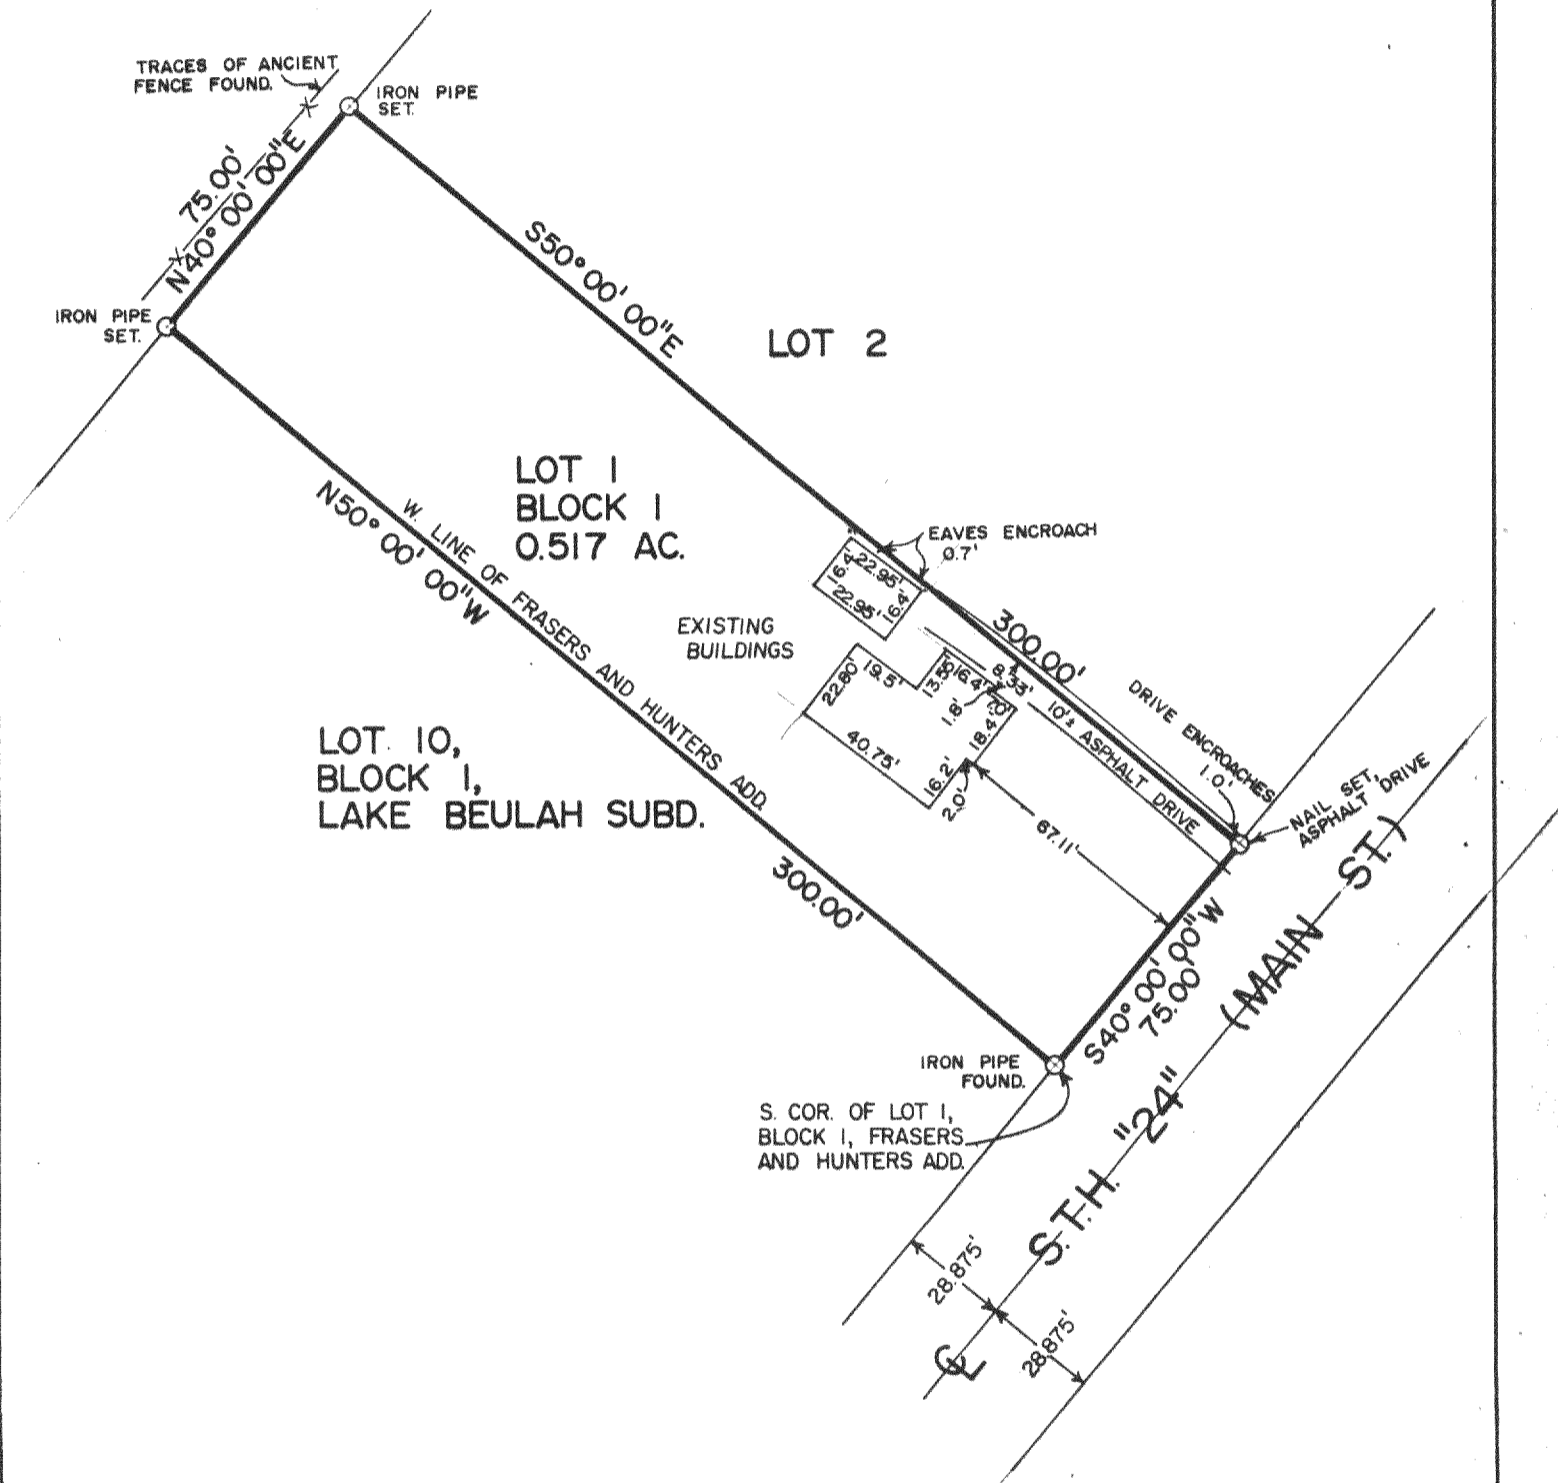 TRACES OF ANCIENT
FENCE FOUND.
IRON PIPE
SET.
75.00'
N40° 00' 00"E
IRON PIPE
SET.
S50° 00' 00"E
LOT 2
LOT 1
BLOCK 1
0.517 AC.
N50° 00' 00"W
W. LINE OF FRASERS AND HUNTERS ADD.
EAVES ENCROACH
0.7'
16.4'
22.95'
22.95'
16.4'
300.00'
EXISTING
BUILDINGS
22.80'
19.5'
13.55'
16.4'
8.33'
1.8'
18.4'
40.75'
16.2'
2.0'
10'± ASPHALT DRIVE
DRIVE ENCROACHES
1.0'
NAIL SET,
ASPHALT DRIVE
67.11'
LOT 10,
BLOCK 1,
LAKE BEULAH SUBD.
300.00'
S40° 00' 00"W
75.00'
IRON PIPE
FOUND.
S. COR. OF LOT 1,
BLOCK 1, FRASERS
AND HUNTERS ADD.
S.T.H. "24" (MAIN ST.)
28.875'
28.875'
℄